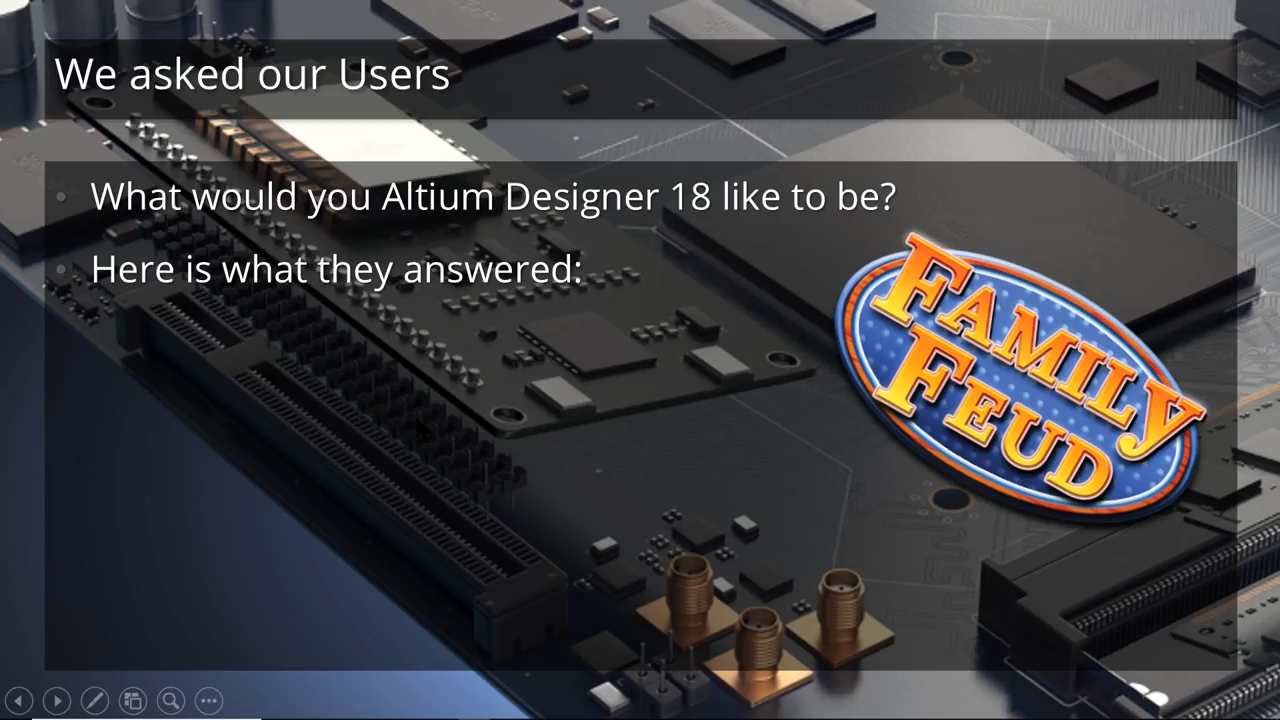 We asked our Users
What would you Altium Designer 18 like to be?
Here is what they answered:
FAMILY
FEUD